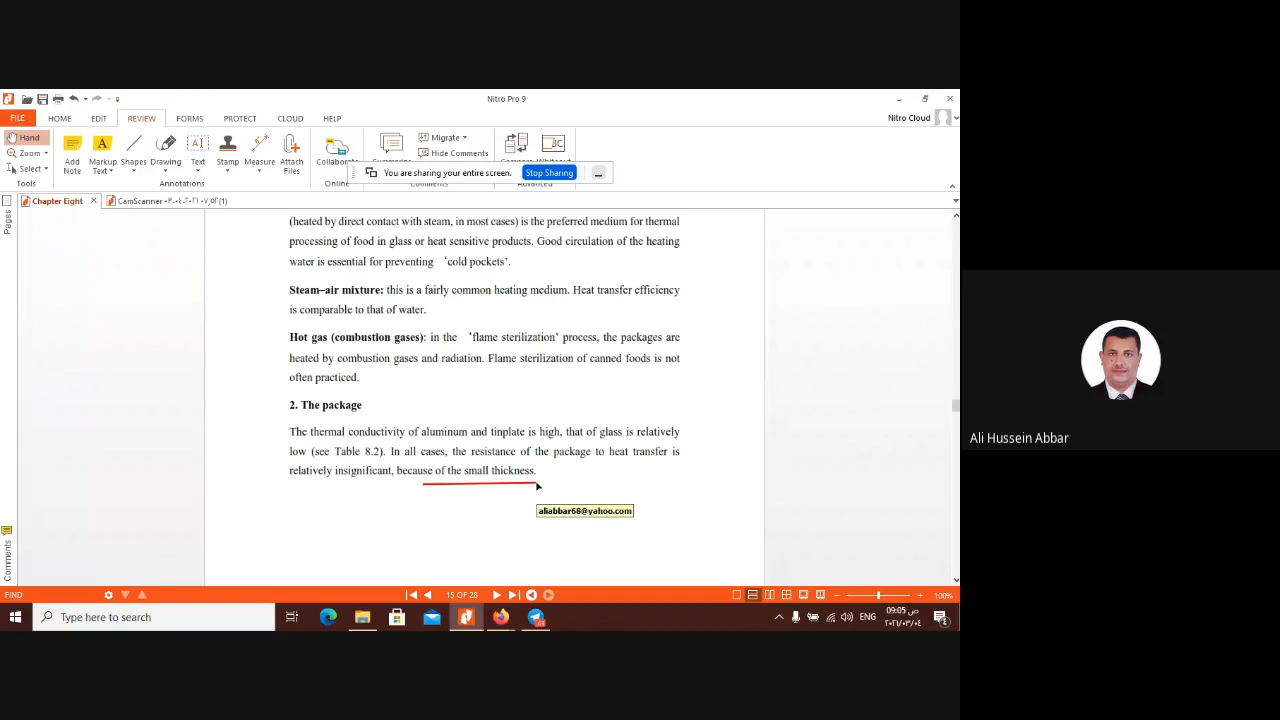 Nitro Pro 9
FILE HOME EDIT REVIEW FORMS PROTECT CLOUD HELP
Nitro Cloud
Hand
Zoom
Select
Tools
Add Note
Markup Text
Shapes
Drawing
Text
Stamp
Measure
Attach Files
Annotations
Collaborate
Online
Migrate
Hide Comments
Advanced
You are sharing your entire screen. Stop Sharing
Pages
Chapter Eight
(heated by direct contact with steam, in most cases) is the preferred medium for thermal
processing of food in glass or heat sensitive products. Good circulation of the heating
water is essential for preventing ‘cold pockets’.
Steam–air mixture: this is a fairly common heating medium. Heat transfer efficiency
is comparable to that of water.
Hot gas (combustion gases): in the ‘flame sterilization’ process, the packages are
heated by combustion gases and radiation. Flame sterilization of canned foods is not
often practiced.
2. The package
The thermal conductivity of aluminum and tinplate is high, that of glass is relatively
low (see Table 8.2). In all cases, the resistance of the package to heat transfer is
relatively insignificant, because of the small thickness.
aliabbar68@yahoo.com
Comments
Ali Hussein Abbar
FIND
15 OF 28
100%
Type here to search
ENG
09:05 ص
٢٠٢١/٠٣/٠٤